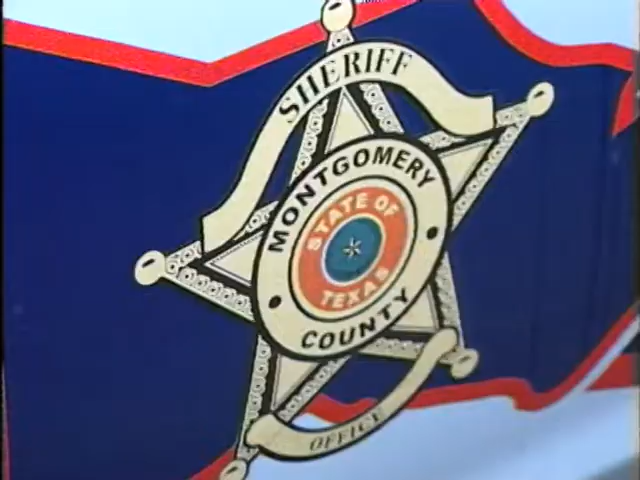 SHERIFF
MONTGOMERY
STATE OF
TEXAS
COUNTY
OFFICE